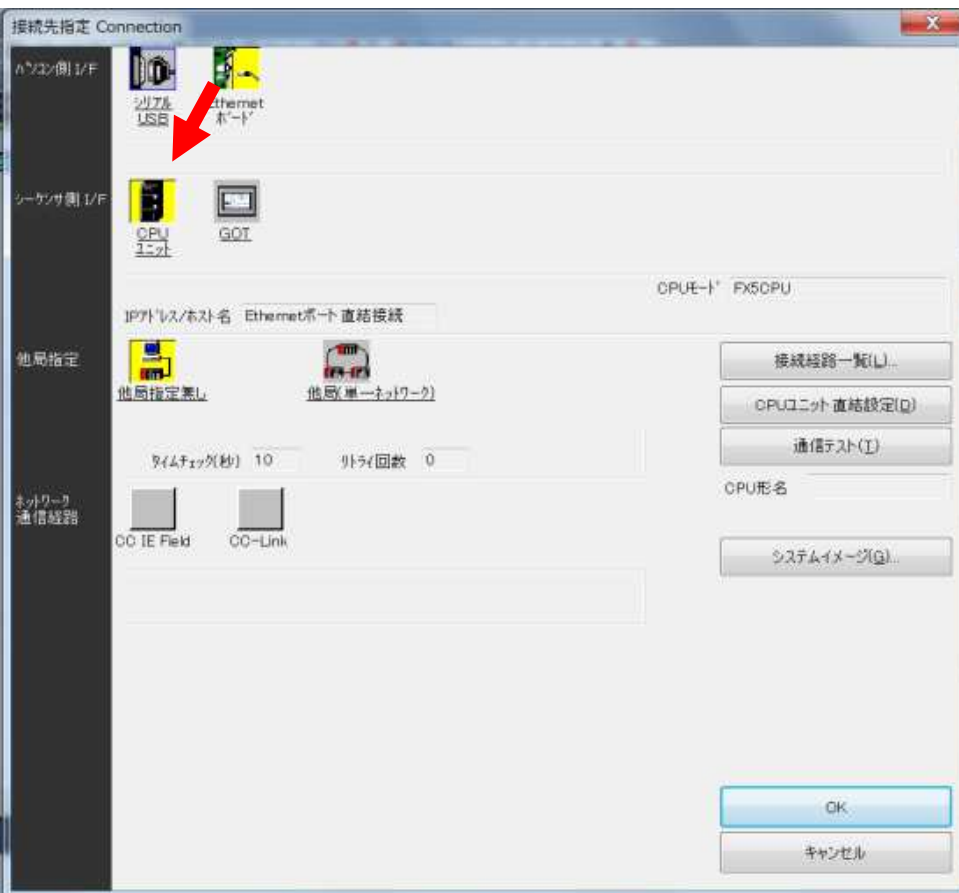 接続先指定 Connection
パソコン側 I/F
シリアル
USB
Ethernet
ボード
シーケンサ側 I/F
CPU
ユニット
GOT
CPUモード FX5CPU
IPアドレス/ホスト名 Ethernetポート直結接続
他局指定
他局指定無し
他局(単一ネットワーク)
接続経路一覧(L)...
CPUユニット直結設定(D)
通信テスト(T)
タイムチェック(秒) 10 リトライ回数 0
CPU形名
ネットワーク
通信経路
CC IE Field
CC-Link
システムイメージ(G)...
OK
キャンセル